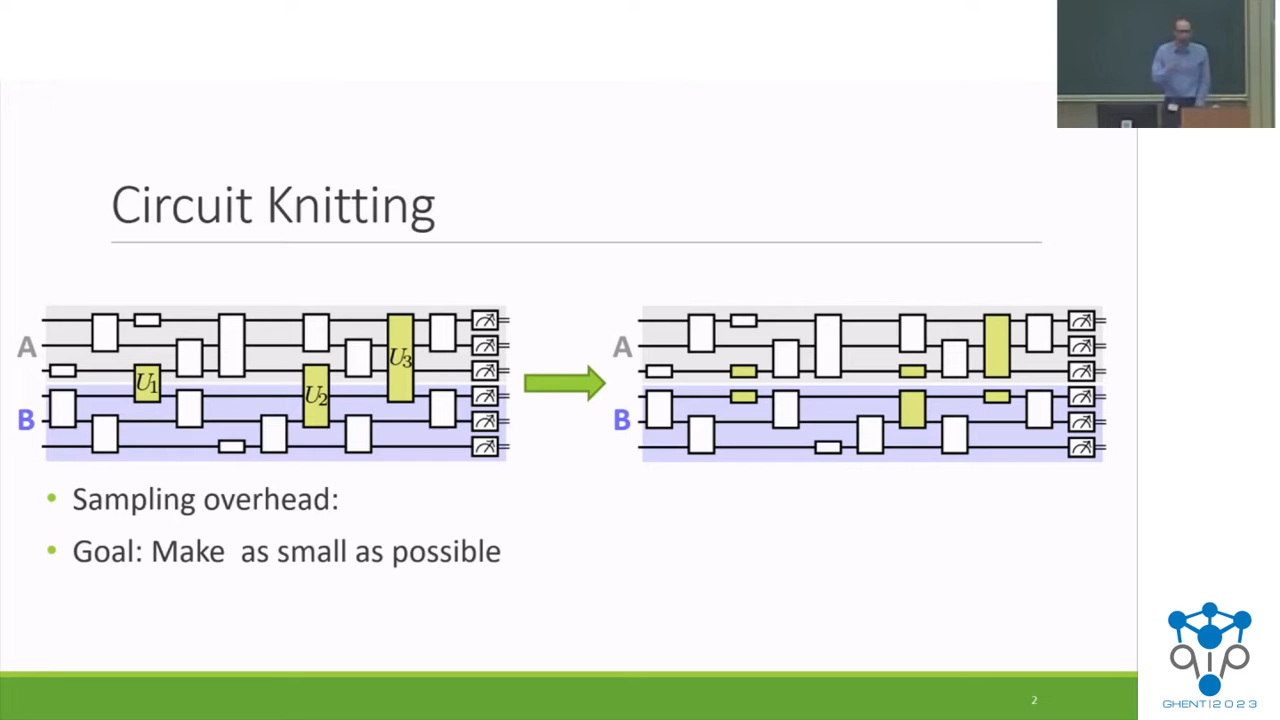 Circuit Knitting
A
B
U1
U2
U3
A
B
• Sampling overhead:
• Goal: Make as small as possible
2
qip
GHENT|2023